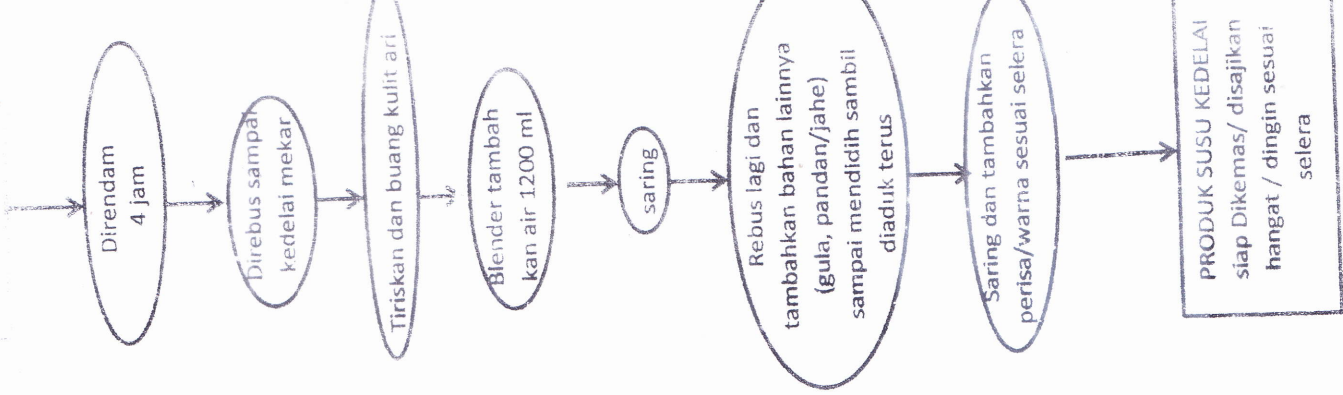 Direndam
4 jam
Direbus sampai
kedelai mekar
Tiriskan dan buang kulit ari
Blender tambah
kan air 1200 ml
saring
Rebus lagi dan
tambahkan bahan lainnya
(gula, pandan/jahe)
sampai mendidih sambil
diaduk terus
Saring dan tambahkan
perisa/warna sesuai selera
PRODUK SUSU KEDELAI
siap Dikemas/ disajikan
hangat / dingin sesuai
selera